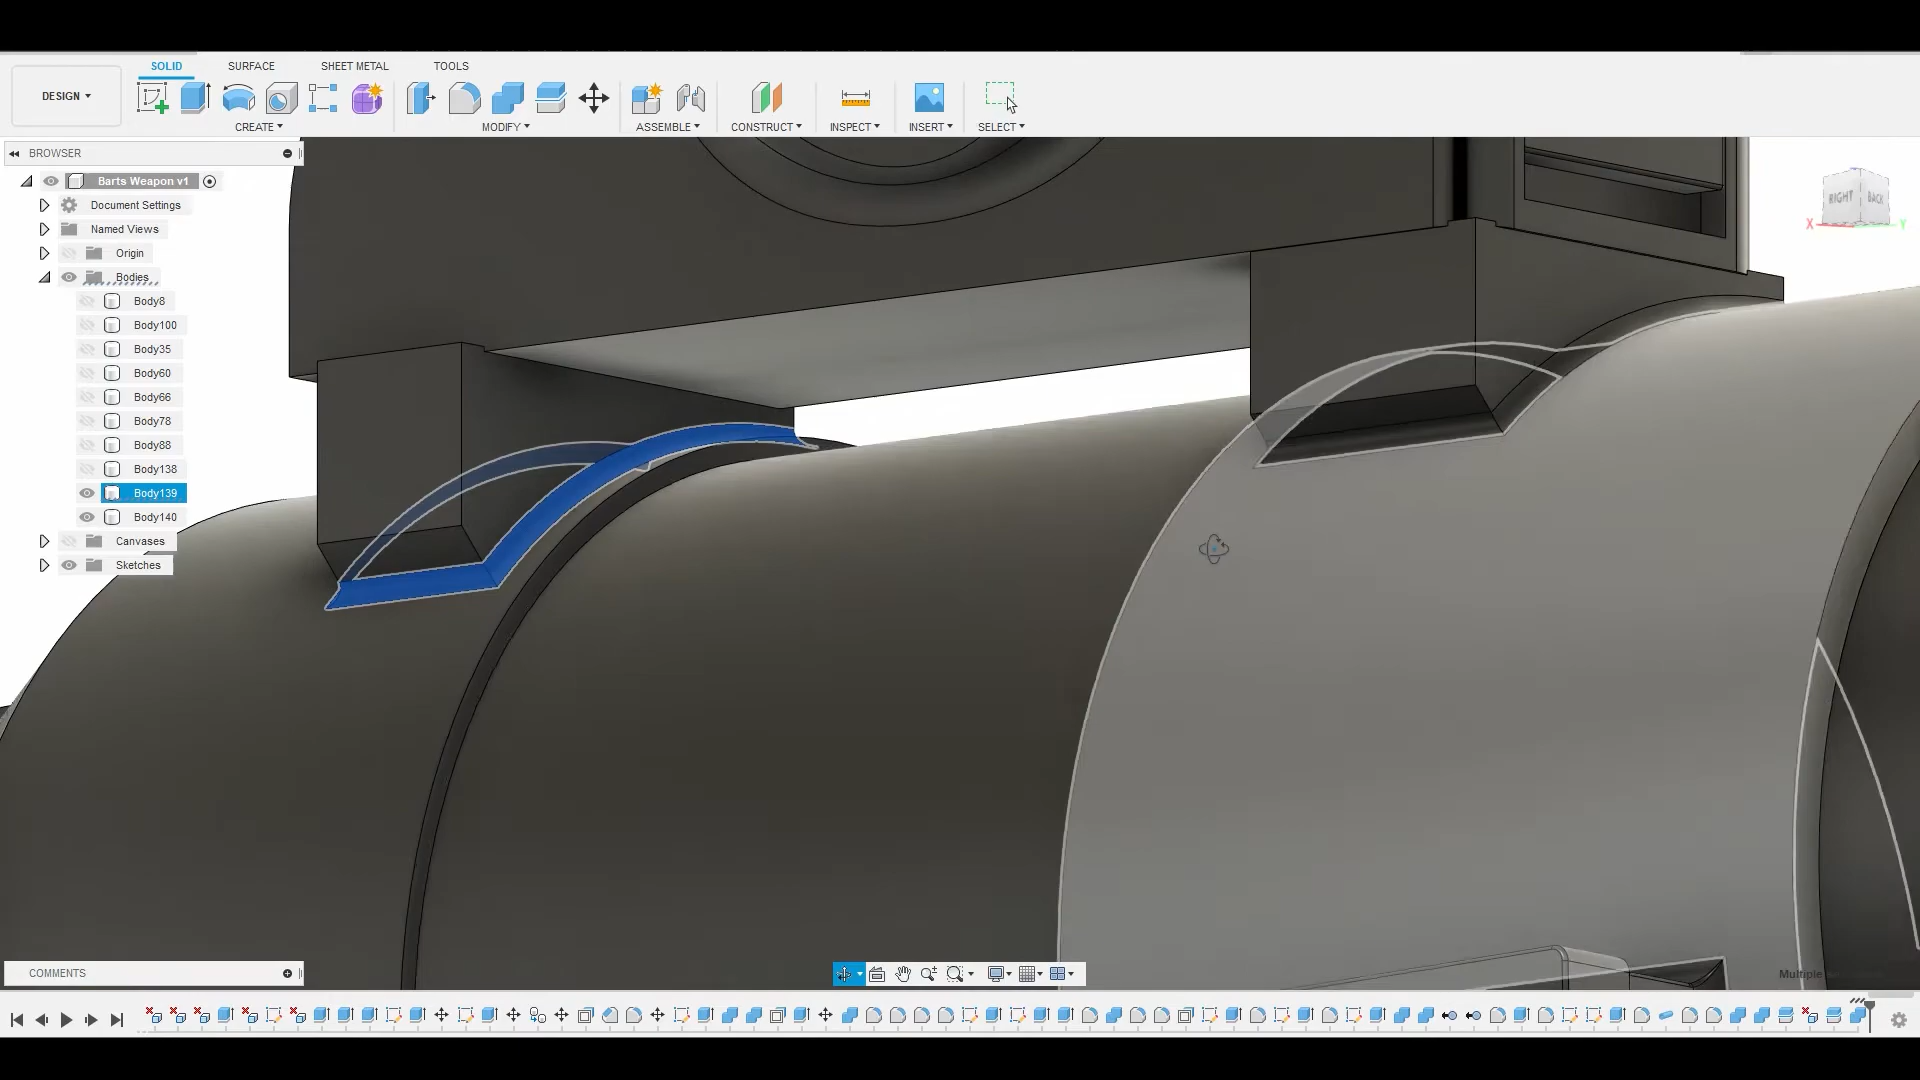 SOLID
SURFACE
SHEET METAL
TOOLS
DESIGN
CREATE
MODIFY
ASSEMBLE
CONSTRUCT
INSPECT
INSERT
SELECT
BROWSER
Barts Weapon v1
Document Settings
Named Views
Origin
Bodies
Body8
Body100
Body35
Body60
Body66
Body78
Body88
Body138
Body139
Body140
Canvases
Sketches
RIGHT
BACK
X
Y
COMMENTS
Multiple